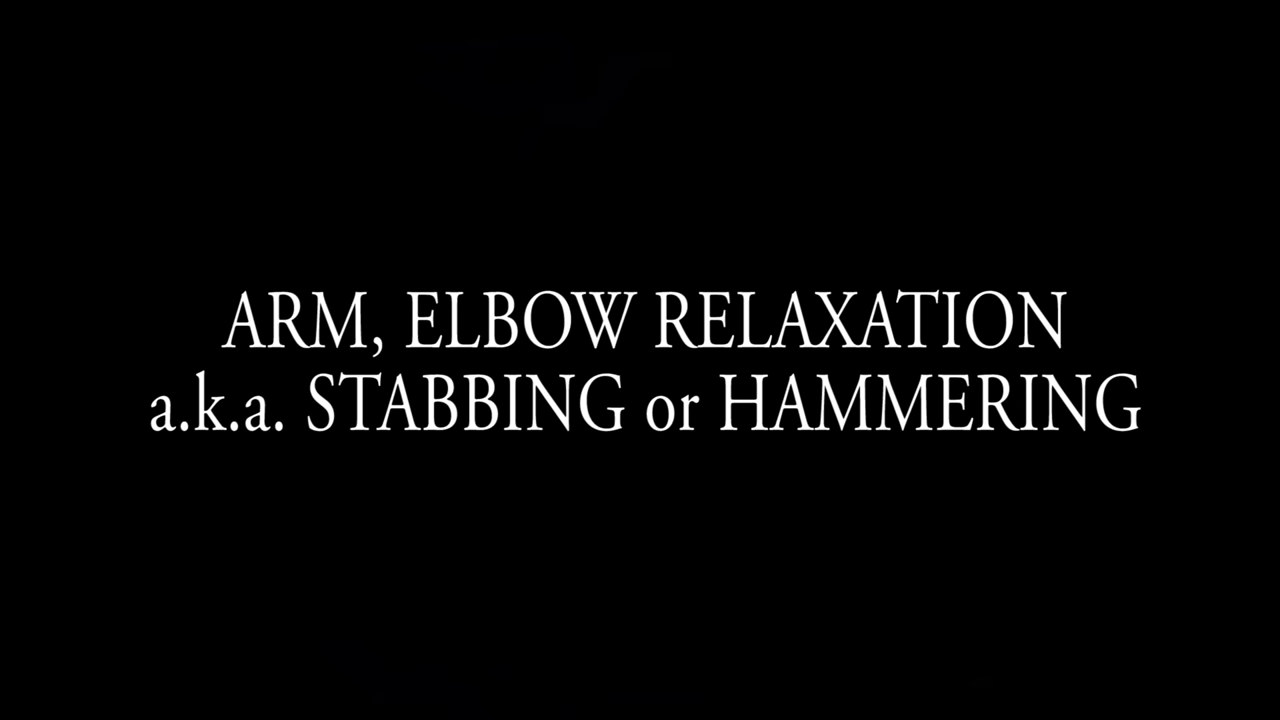 ARM, ELBOW RELAXATION
a.k.a. STABBING or HAMMERING